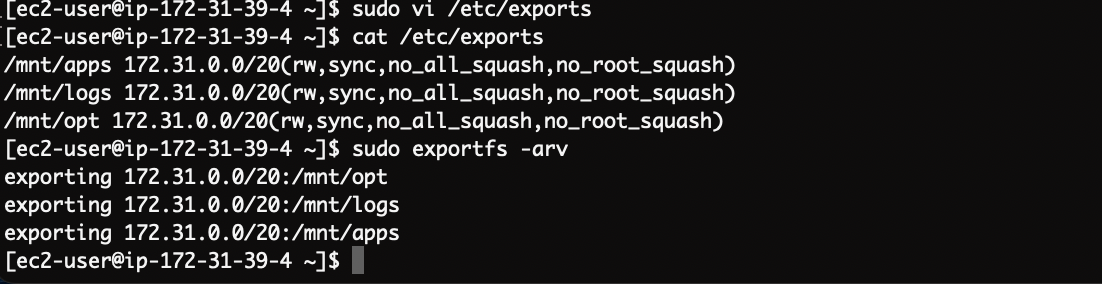 [ec2-user@ip-172-31-39-4 ~]$ sudo vi /etc/exports
[ec2-user@ip-172-31-39-4 ~]$ cat /etc/exports
/mnt/apps 172.31.0.0/20(rw,sync,no_all_squash,no_root_squash)
/mnt/logs 172.31.0.0/20(rw,sync,no_all_squash,no_root_squash)
/mnt/opt 172.31.0.0/20(rw,sync,no_all_squash,no_root_squash)
[ec2-user@ip-172-31-39-4 ~]$ sudo exportfs -arv
exporting 172.31.0.0/20:/mnt/opt
exporting 172.31.0.0/20:/mnt/logs
exporting 172.31.0.0/20:/mnt/apps
[ec2-user@ip-172-31-39-4 ~]$